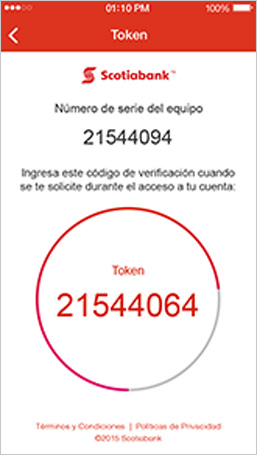 01:10 PM 100%
Token
Scotiabank™
Número de serie del equipo
21544094
Ingresa este código de verificación cuando
se te solicite durante el acceso a tu cuenta:
Token
21544064
Términos y Condiciones | Políticas de Privacidad
©2015 Scotiabank